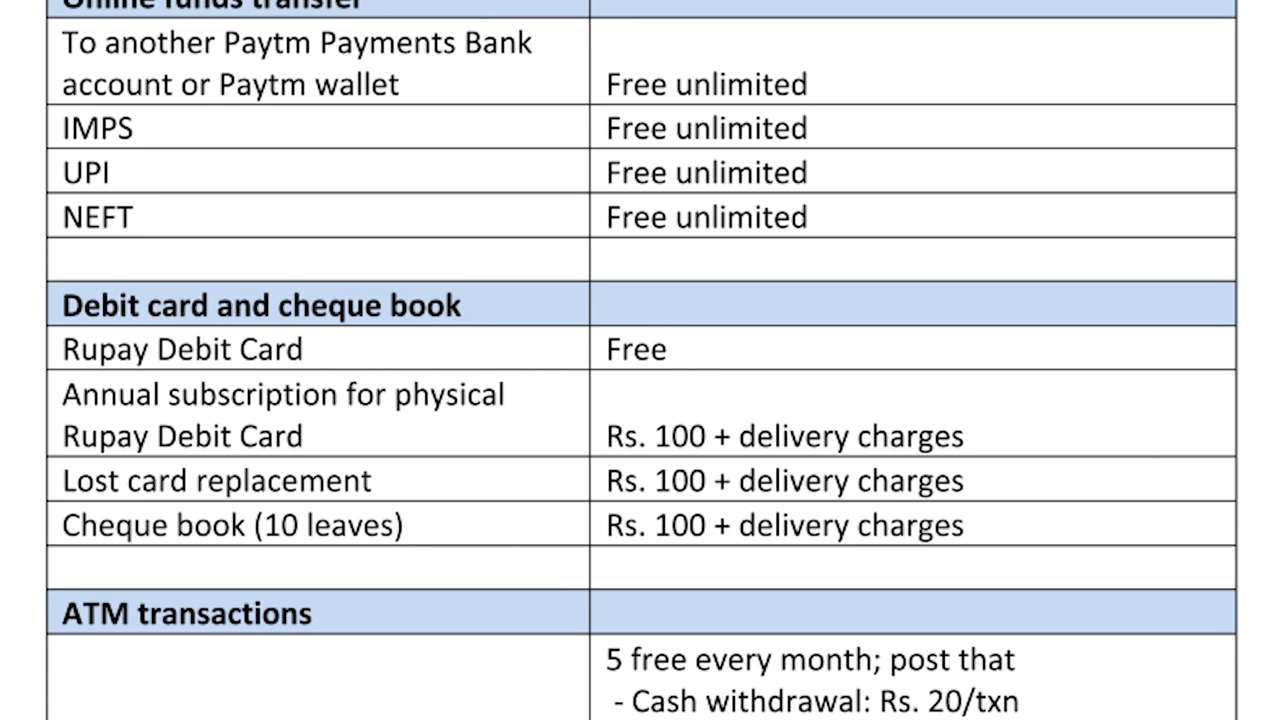 Online funds transfer
To another Paytm Payments Bank
account or Paytm wallet
Free unlimited
IMPS
Free unlimited
UPI
Free unlimited
NEFT
Free unlimited
Debit card and cheque book
Rupay Debit Card
Free
Annual subscription for physical
Rupay Debit Card
Rs. 100 + delivery charges
Lost card replacement
Rs. 100 + delivery charges
Cheque book (10 leaves)
Rs. 100 + delivery charges
ATM transactions
5 free every month; post that
- Cash withdrawal: Rs. 20/txn